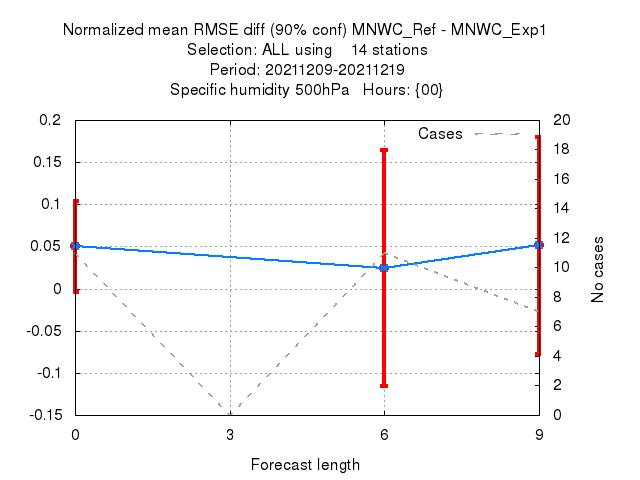 Normalized mean RMSE diff (90% conf) MNWC_Ref - MNWC_Exp1
Selection: ALL using 14 stations
Period: 20211209-20211219
Specific humidity 500hPa Hours: {00}
0.2
0.15
0.1
0.05
0
-0.05
-0.1
-0.15
Cases
20
18
16
14
12
10
8
6
4
2
0
No cases
0 3 6 9
Forecast length